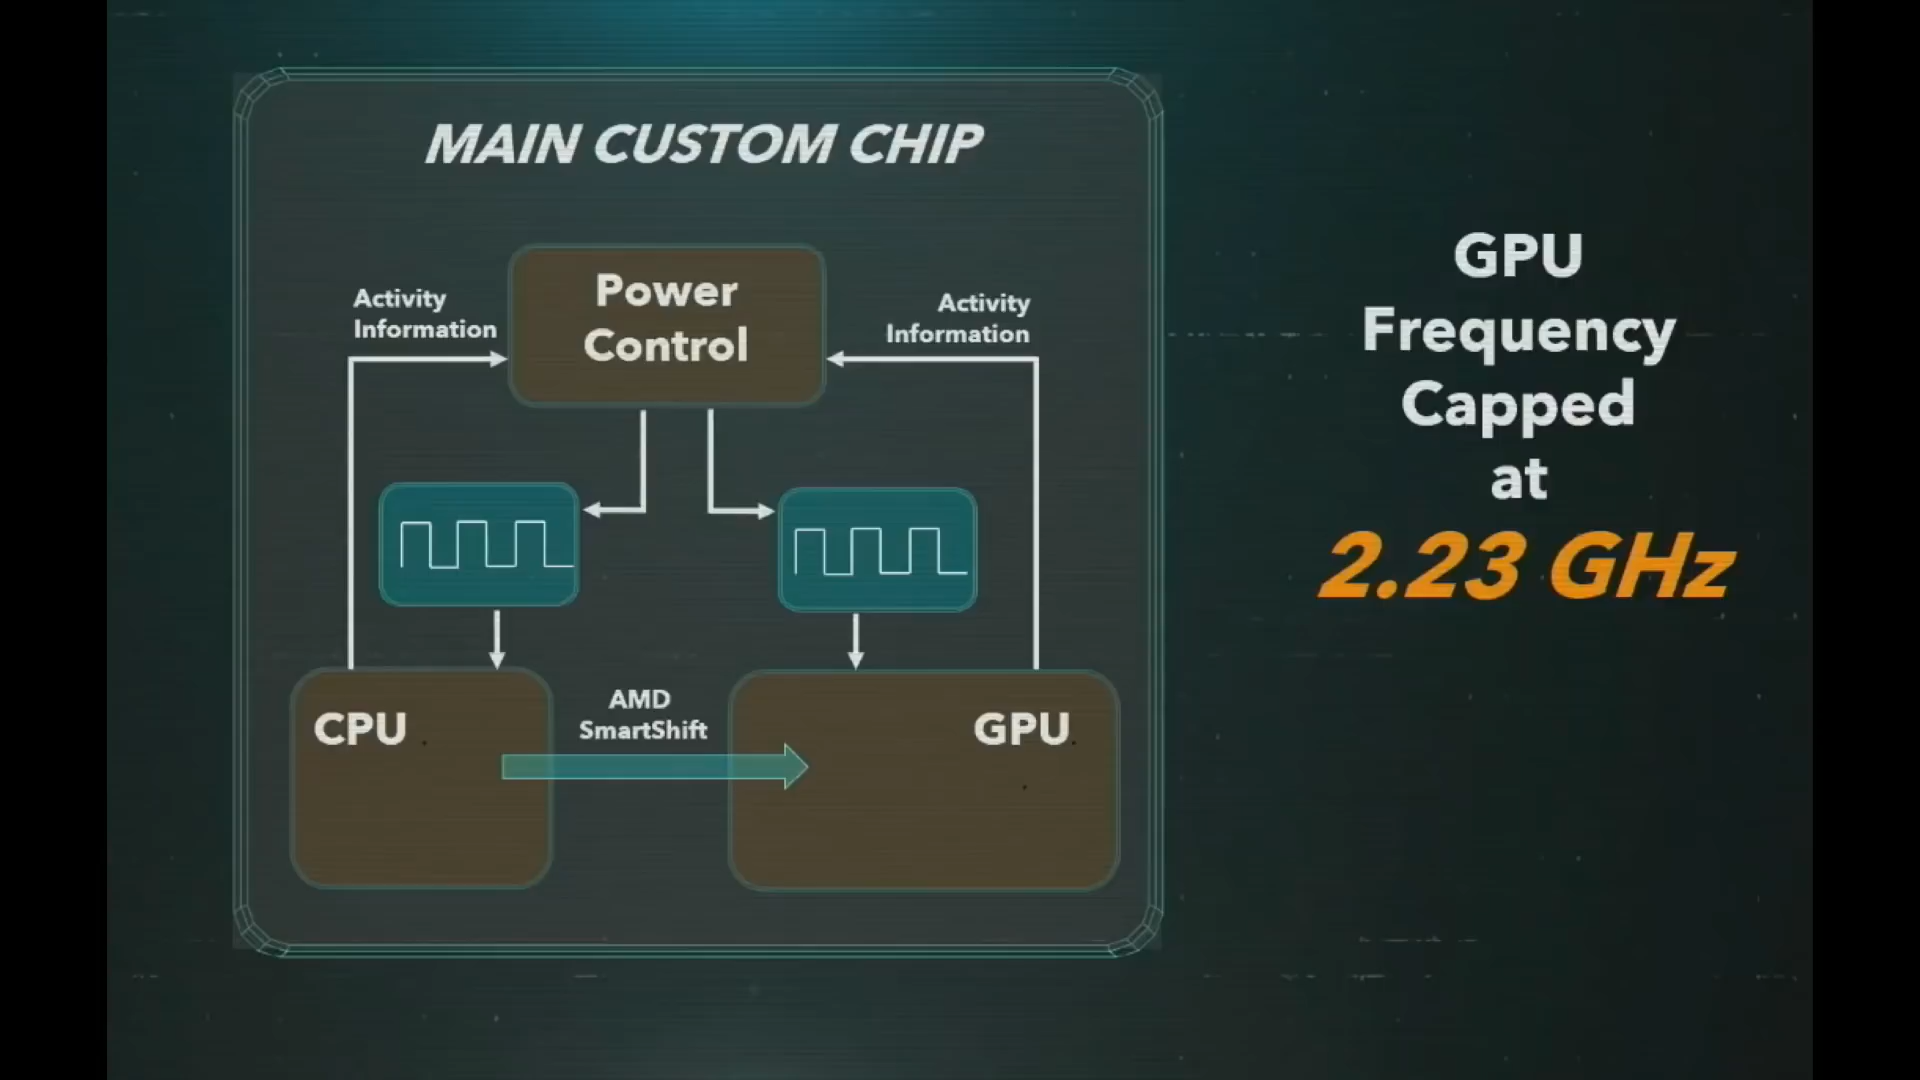 MAIN CUSTOM CHIP
Power
Control
Activity
Information
Activity
Information
CPU
AMD
SmartShift
GPU
GPU
Frequency
Capped
at
2.23 GHz